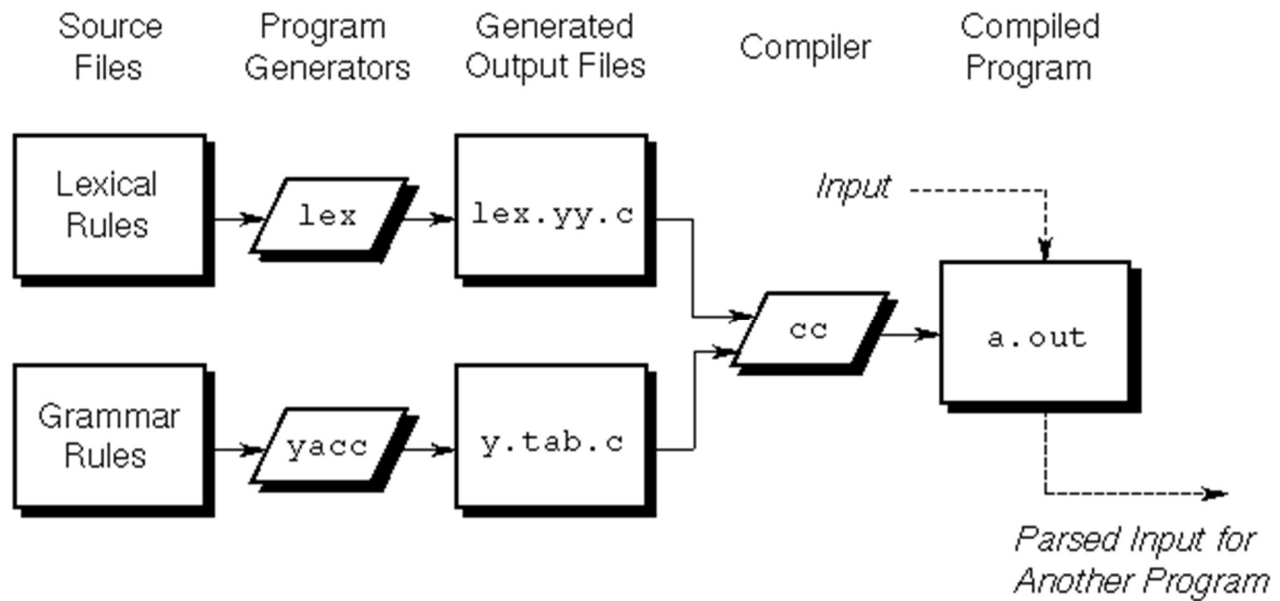 Source
Files
Program
Generators
Generated
Output Files
Compiler
Compiled
Program
Lexical
Rules
lex
lex.yy.c
Input
cc
a.out
Grammar
Rules
yacc
y.tab.c
Parsed Input for
Another Program